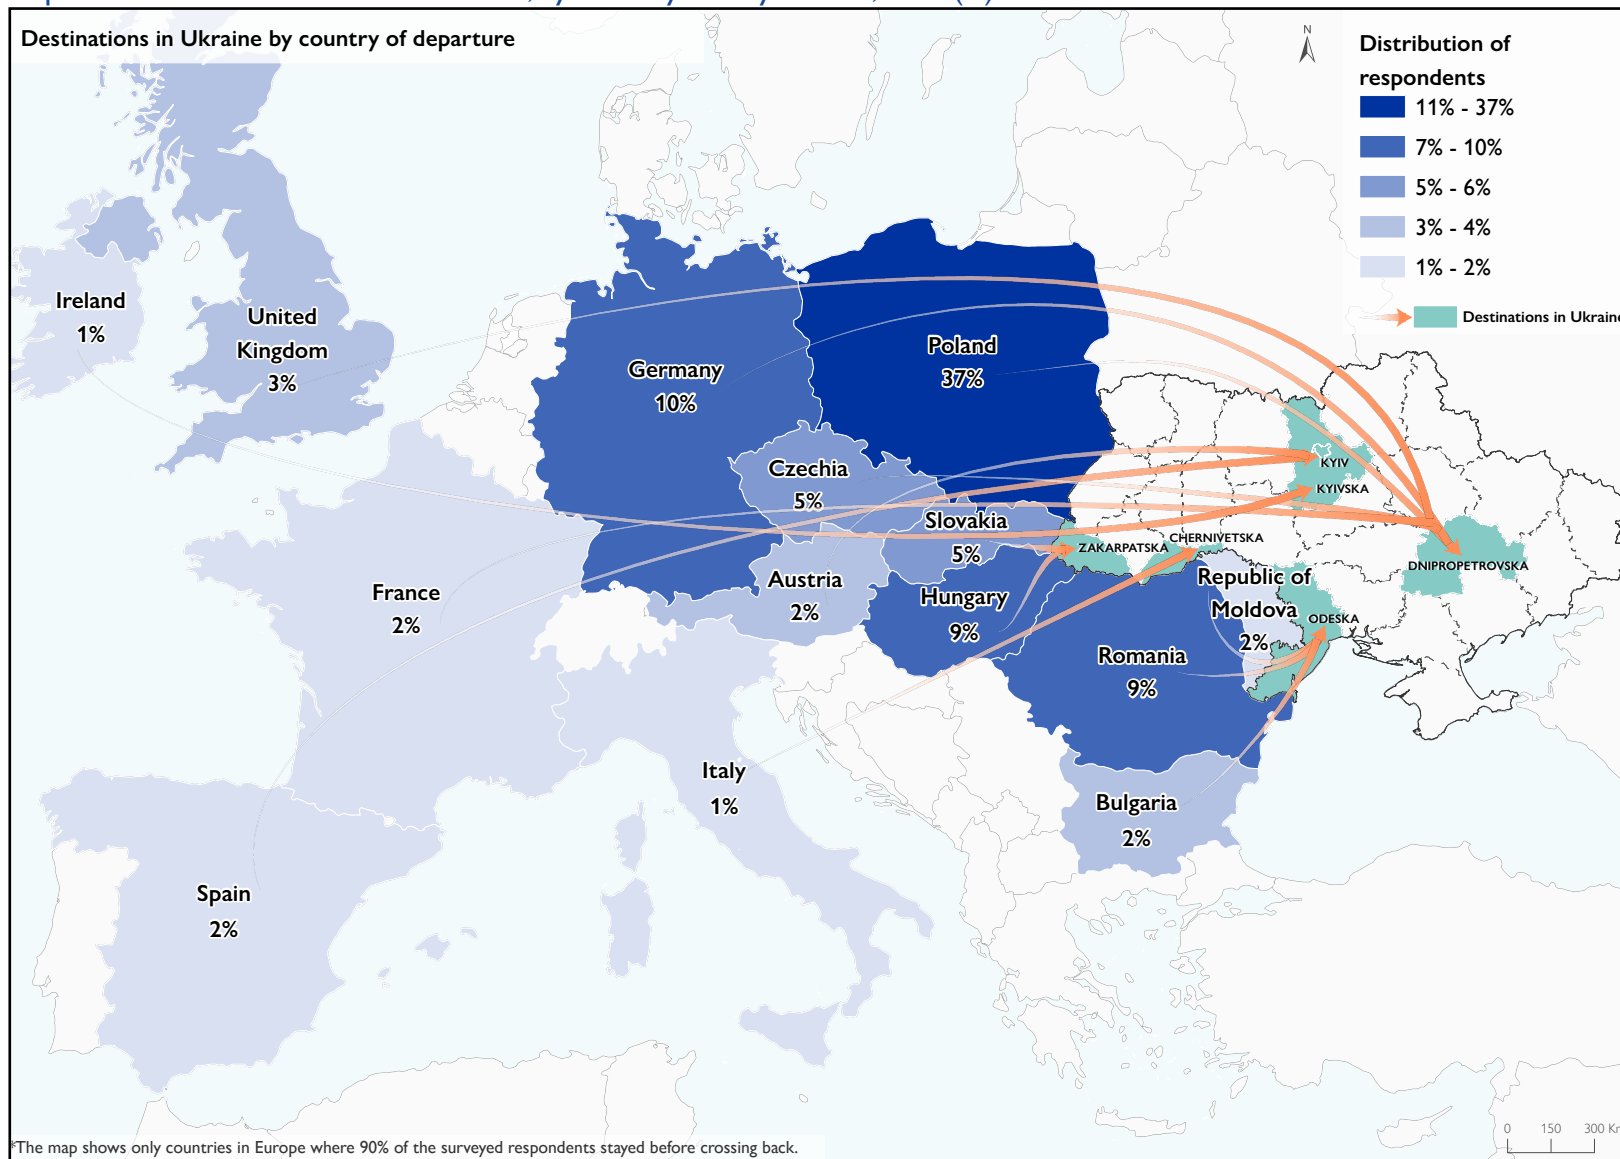 Destinations in Ukraine by country of departure
N
Distribution of
respondents
11% - 37%
7% - 10%
5% - 6%
3% - 4%
1% - 2%
Destinations in Ukraine
Ireland
1%
United
Kingdom
3%
Germany
10%
Poland
37%
Czechia
5%
Slovakia
5%
Austria
2%
Hungary
9%
France
2%
Romania
9%
Republic of
Moldova
2%
Italy
1%
Bulgaria
2%
Spain
2%
KYIV
KYIVSKA
ZAKARPATSKA
CHERNIVETSKA
DNIPROPETROVSKA
ODESKA
0 150 300 Km
*The map shows only countries in Europe where 90% of the surveyed respondents stayed before crossing back.